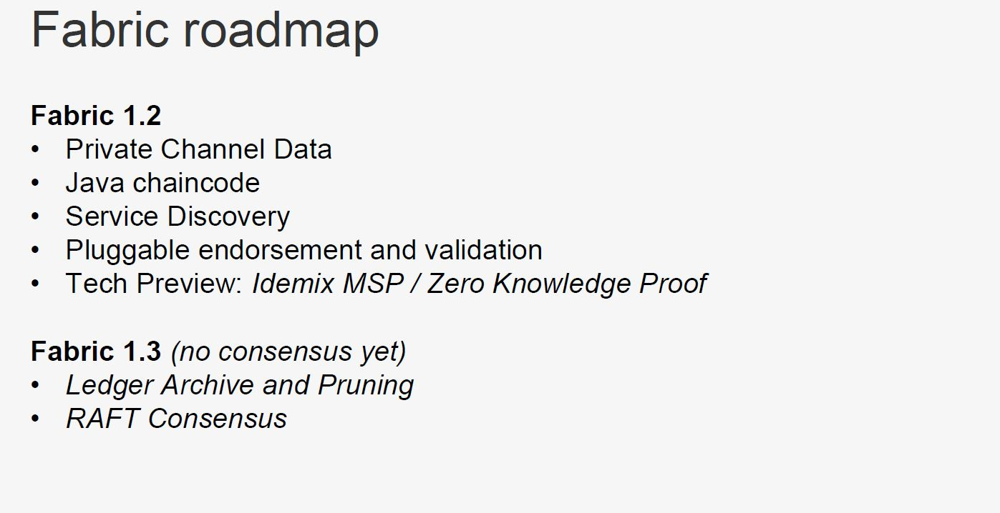 Fabric roadmap
Fabric 1.2
• Private Channel Data
• Java chaincode
• Service Discovery
• Pluggable endorsement and validation
• Tech Preview: Idemix MSP / Zero Knowledge Proof
Fabric 1.3 (no consensus yet)
• Ledger Archive and Pruning
• RAFT Consensus